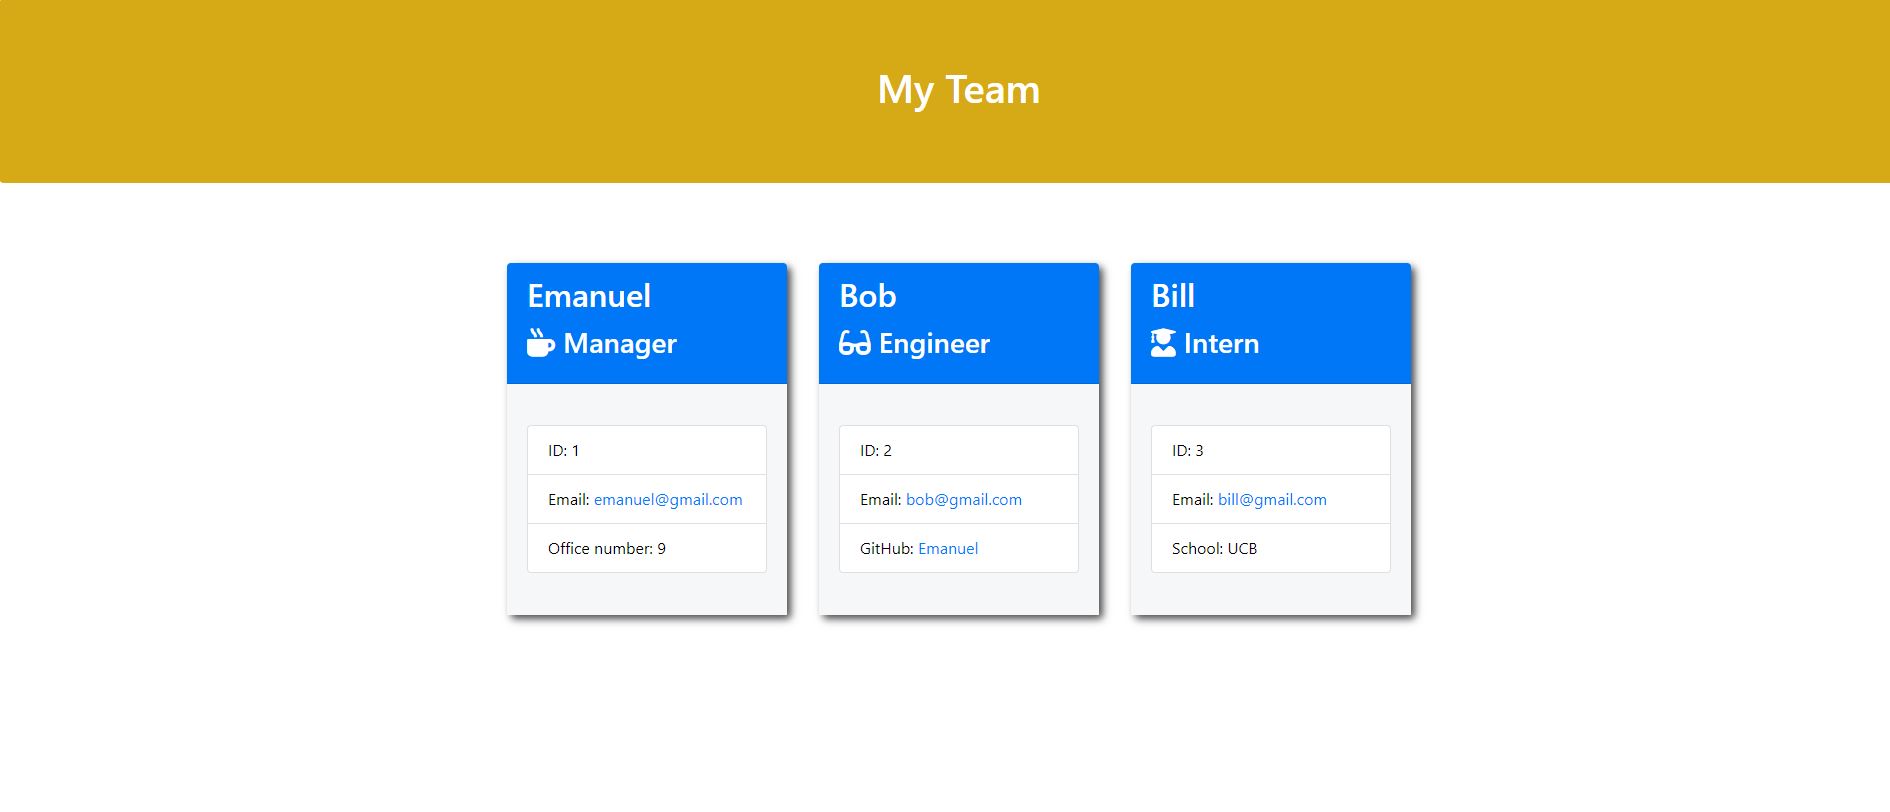 My Team
Emanuel
Manager
ID: 1
Email: emanuel@gmail.com
Office number: 9
Bob
Engineer
ID: 2
Email: bob@gmail.com
GitHub: Emanuel
Bill
Intern
ID: 3
Email: bill@gmail.com
School: UCB